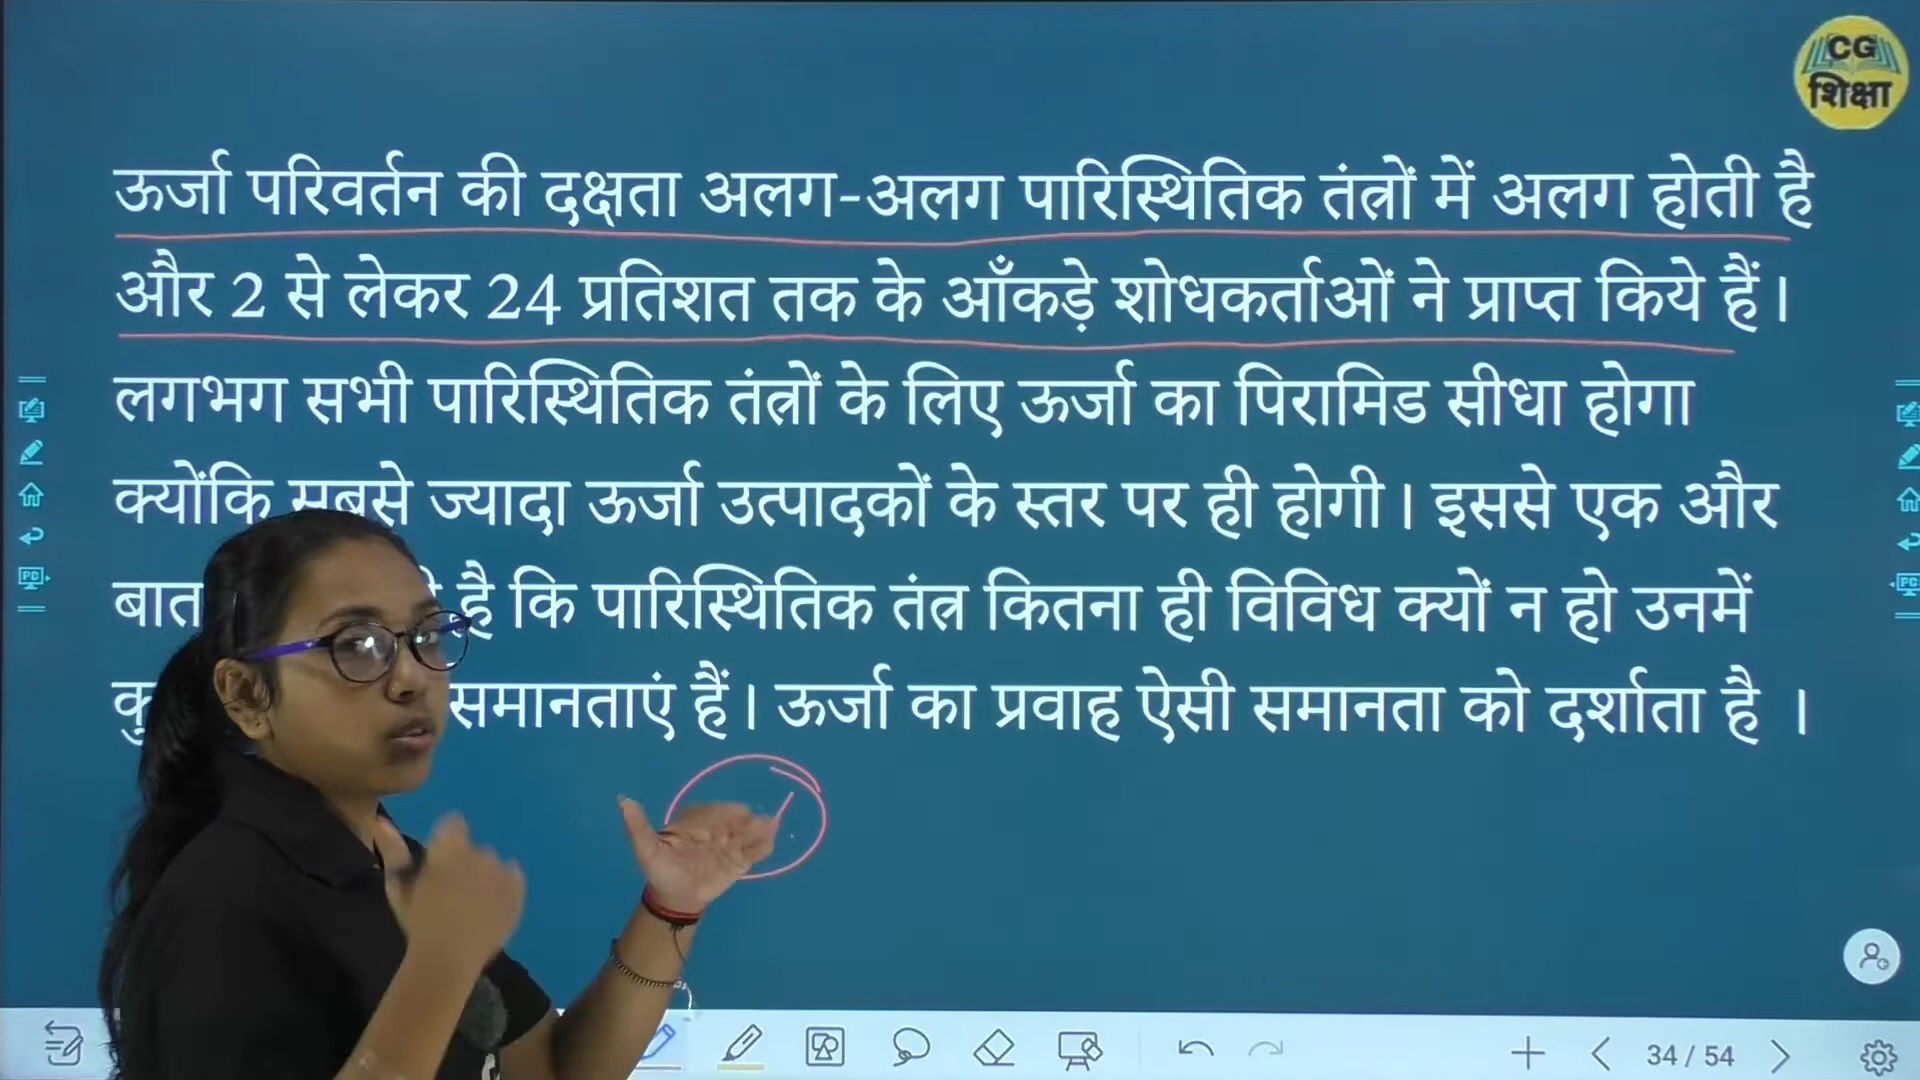 CG
शिक्षा
ऊर्जा परिवर्तन की दक्षता अलग-अलग पारिस्थितिक तंत्रों में अलग होती है
और 2 से लेकर 24 प्रतिशत तक के आँकड़े शोधकर्ताओं ने प्राप्त किये हैं।
लगभग सभी पारिस्थितिक तंत्रों के लिए ऊर्जा का पिरामिड सीधा होगा
क्योंकि सबसे ज्यादा ऊर्जा उत्पादकों के स्तर पर ही होगी। इससे एक और
बात है कि पारिस्थितिक तंत्र कितना ही विविध क्यों न हो उनमें
समानताएं हैं। ऊर्जा का प्रवाह ऐसी समानता को दर्शाता है ।
PC
PC
34 / 54